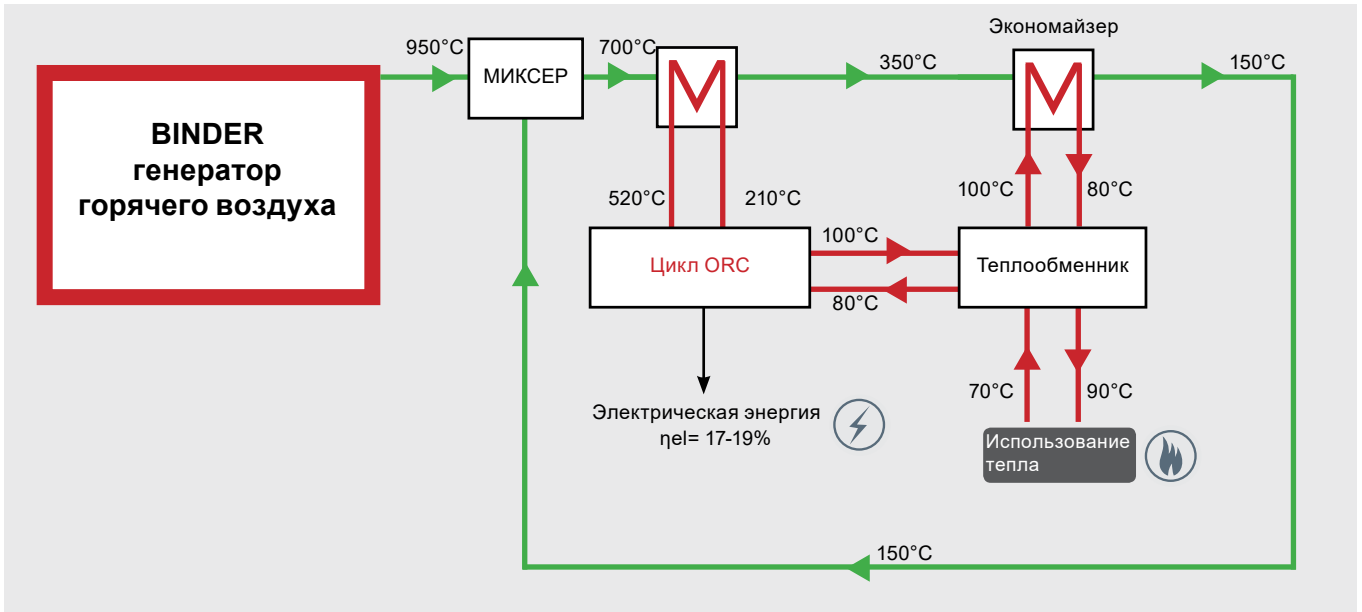 Экономайзер
950°C
700°C
350°C
150°C
МИКСЕР
BINDER
генератор
горячего воздуха
520°C
210°C
100°C
80°C
100°C
Цикл ORC
Теплообменник
80°C
70°C
90°C
Электрическая энергия
ηel= 17-19%
Использование
тепла
150°C